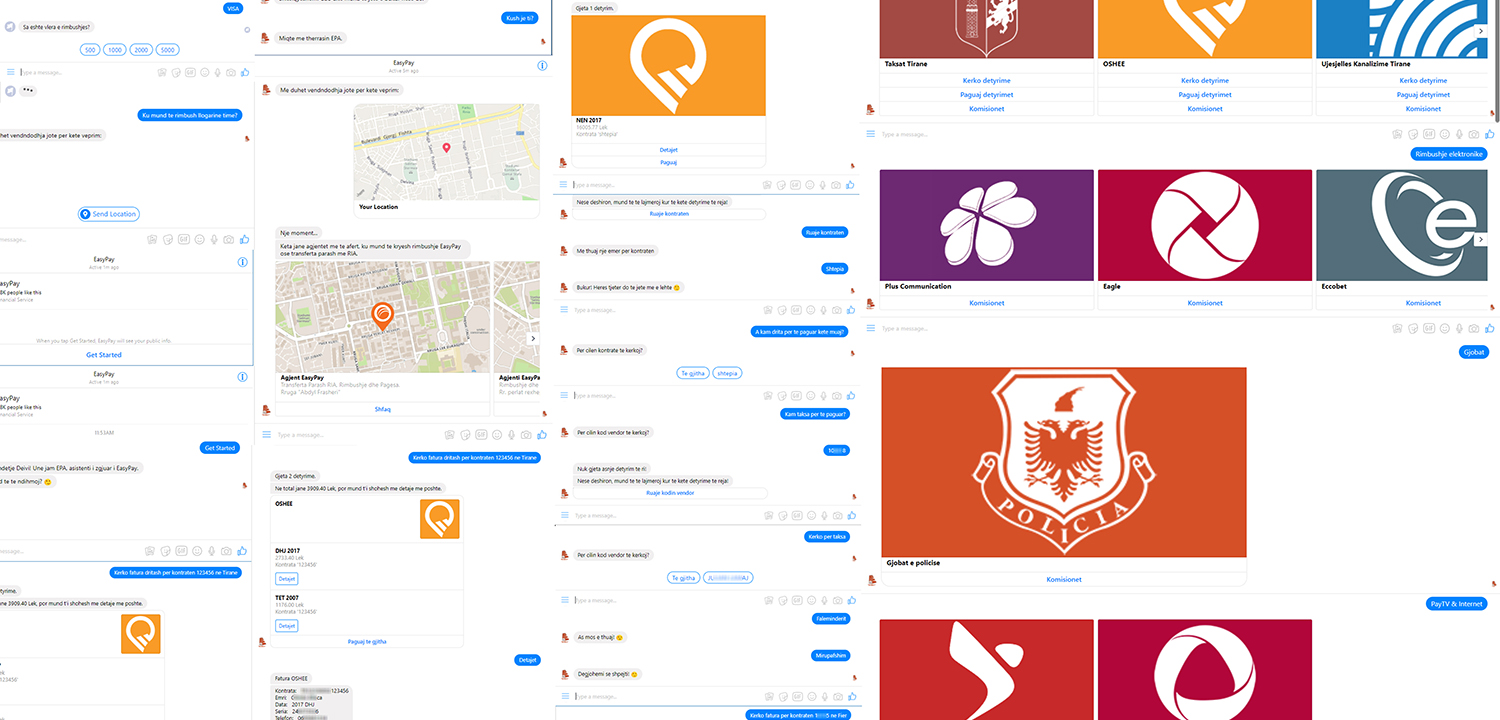 VISA
Sa eshte vlera e rimbushjes?
500
1000
2000
5000
Type a message...
Ku mund te rimbush llogarine time?
het vendndodhja jote per kete veprim:
Send Location
message...
EasyPay
Active 1m ago
asyPay
8K people like this
nancial Service
When you tap Get Started, EasyPay will see your public info.
Get Started
EasyPay
Active 1m ago
asyPay
8K people like this
nancial Service
11:53AM
Get Started
ndetje Deivi! Une jam EPA, asistenti i zgjuar i EasyPay.
d te te ndihmoj?
message...
Kerko fatura dritash per kontraten 123456 ne Tirane
tyrime.
ane 3909.40 Lek, por mund t'i shohesh me detaje me poshte.
Kush je ti?
Miqte me therrasin EPA.
EasyPay
Active 5m ago
Me duhet vendndodhja jote per kete veprim:
Bulevardi Gjergj Fishta
Your Location
Nje moment...
Keta jane agjentet me te afert, ku mund te kryesh rimbushje EasyPay
ose transferta parash me RIA.
Agjent EasyPay
Transferta Parash RIA, Rimbushje dhe Pagesa.
Rruga "Abdyl Frasheri"
Shfaq
Agjenti EasyPa
Rimbushje dhe
Rr. perlat rexhe
Type a message...
Kerko fatura dritash per kontraten 123456 ne Tirane
Gjeta 2 detyrime.
Ne total jane 3909.40 Lek, por mund t'i shohesh me detaje me poshte.
OSHEE
DHJ 2017
2733.40 Lek
Kontrata '123456'
Detajet
TET 2007
1176.00 Lek
Kontrata '123456'
Detajet
Paguaj te gjitha
Detajet
Fatura OSHEE
Kontrata: 123456
Emri:
Data: 2017 DHJ
Seria:
Telefon:
Gjeta 1 detyrim.
NEN 2017
16005.77 Lek
Kontrata 'shtepia'
Detajet
Paguaj
Type a message...
Nese deshiron, mund te te lajmeroj kur te kete detyrime te reja!
Ruaje kontraten
Ruaje kontraten
Me thuaj nje emer per kontraten
Shtepia
Bukur! Heres tjeter do te jete me e lehte
Type a message...
A kam drita per te paguar kete muaj?
Per cilen kontrate te kerkoj?
Te gjitha
shtepia
Type a message...
Kam taksa per te paguar?
Per cilin kod vendor te kerkoj?
Nuk gjeta asnje detyrim te ri!
Nese deshiron, mund te te lajmeroj kur te kete detyrime te reja!
Ruaje kodin vendor
Type a message...
Kerko per taksa
Per cilin kod vendor te kerkoj?
Te gjitha
Type a message...
Faleminderit
As mos e thuaj!
Mirupafshim
Degjohemi se shpejti!
Type a message...
Kerko fatura per kontraten ne Fier
Taksat Tirane
Kerko detyrime
Paguaj detyrimet
Komisionet
OSHEE
Kerko detyrime
Paguaj detyrimet
Komisionet
Ujesjelles Kanalizime Tirane
Kerko detyrime
Paguaj detyrimet
Komisionet
Type a message...
Rimbushje elektronike
Plus Communication
Komisionet
Eagle
Komisionet
Eccobet
Komisionet
Type a message...
Gjobat
POLICIA
Gjobat e policise
Komisionet
Type a message...
PayTV & Internet